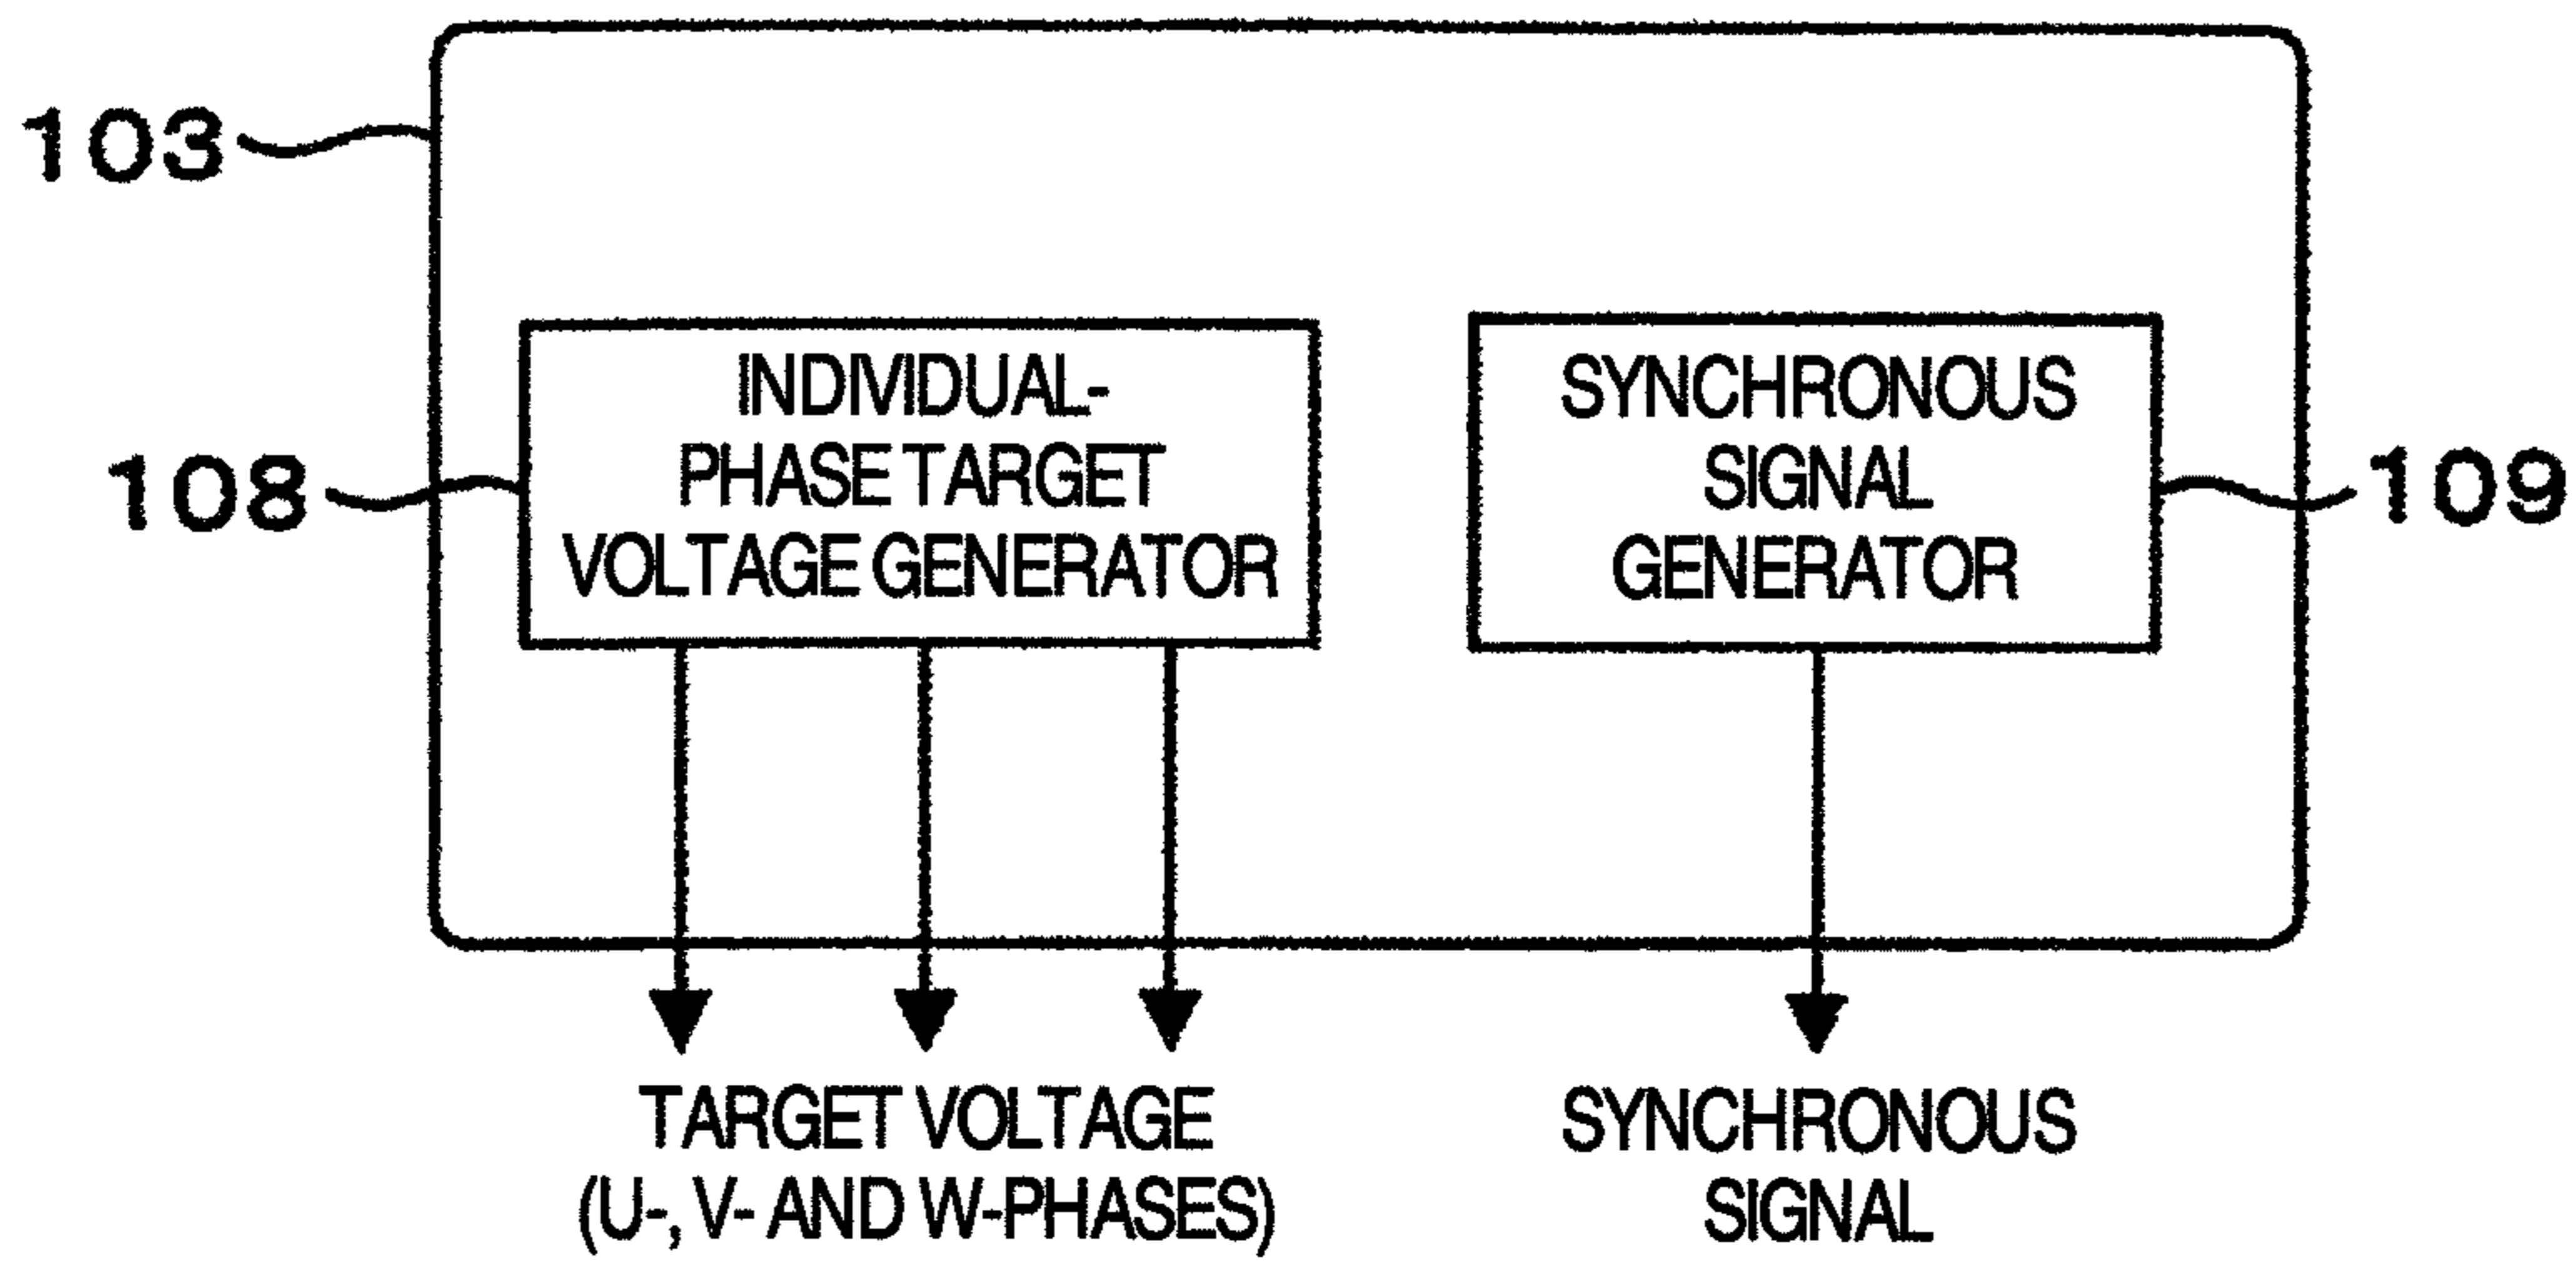 103
INDIVIDUAL-
PHASE TARGET
VOLTAGE GENERATOR
108
SYNCHRONOUS
SIGNAL
GENERATOR
109
TARGET VOLTAGE
(U-, V- AND W-PHASES)
SYNCHRONOUS
SIGNAL